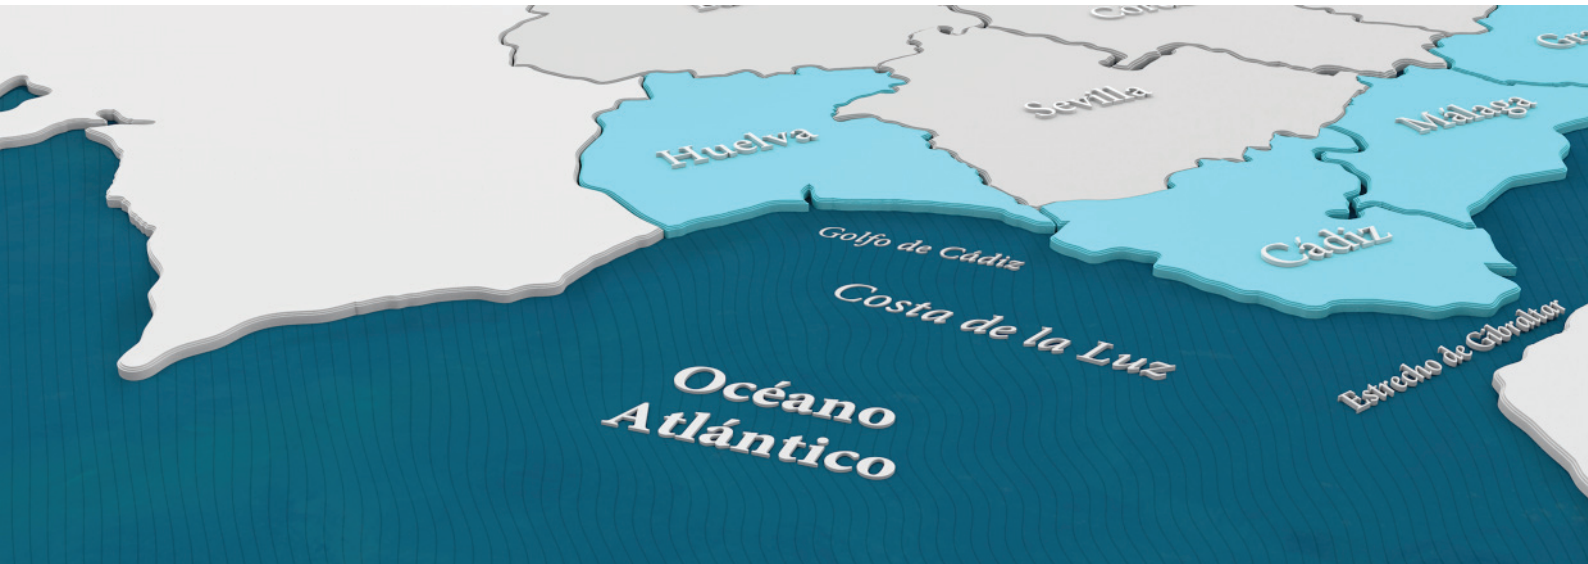 Sevilla
Málaga
Huelva
Cádiz
Golfo de Cádiz
Costa de la Luz
Estrecho de Gibraltar
Océano
Atlántico